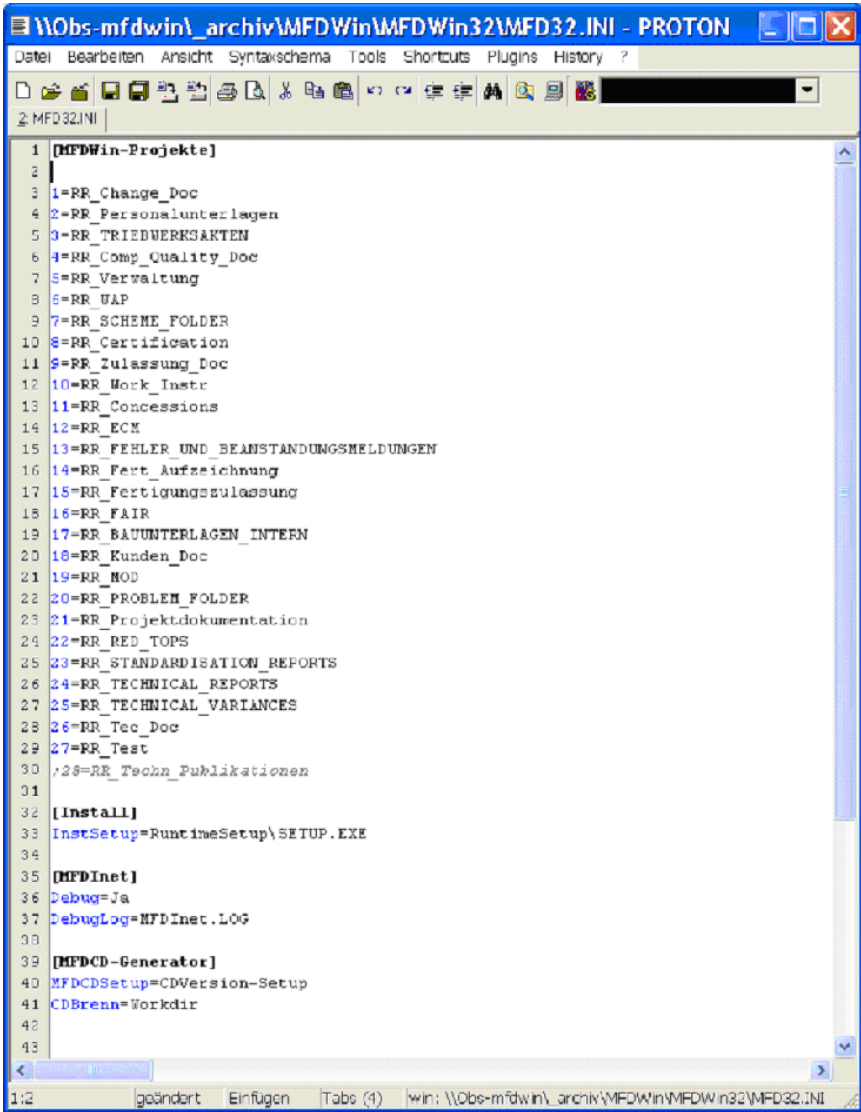 \\Obs-mfdwin\_archiv\MFDWin\MFDWin32\MFD32.INI - PROTON
Datei Bearbeiten Ansicht Syntaxschema Tools Shortcuts Plugins History ?
2: MFD32.INI
1 [MFDWin-Projekte]
2
3 1=RR_Change_Doc
4 2=RR_Personalunterlagen
5 3=RR_TRIEBWERKSAKTEN
6 4=RR_Comp_Quality_Doc
7 5=RR_Verwaltung
8 6=RR_UAP
9 7=RR_SCHEME_FOLDER
10 8=RR_Certification
11 9=RR_Zulassung_Doc
12 10=RR_Work_Instr
13 11=RR_Concessions
14 12=RR_ECM
15 13=RR_FEHLER_UND_BEANSTANDUNGSMELDUNGEN
16 14=RR_Fert_Aufzeichnung
17 15=RR_Fertigungszulassung
18 16=RR_FAIR
19 17=RR_BAUUNTERLAGEN_INTERN
20 18=RR_Kunden_Doc
21 19=RR_MOD
22 20=RR_PROBLEM_FOLDER
23 21=RR_Projektdokumentation
24 22=RR_RED_TOPS
25 23=RR_STANDARDISATION_REPORTS
26 24=RR_TECHNICAL_REPORTS
27 25=RR_TECHNICAL_VARIANCES
28 26=RR_Tec_Doc
29 27=RR_Test
30 ;28=RR_Techn_Publikationen
31
32 [Install]
33 InstSetup=RuntimeSetup\SETUP.EXE
34
35 [MFDInet]
36 Debug=Ja
37 DebugLog=MFDInet.LOG
38
39 [MFDCD-Generator]
40 MFDCDSetup=CDVersion-Setup
41 CDBrenn=Workdir
42
43
1:2 geändert Einfügen Tabs (4) win: \\Obs-mfdwin\_archiv\MFDWin\MFDWin32\MFD32.INI